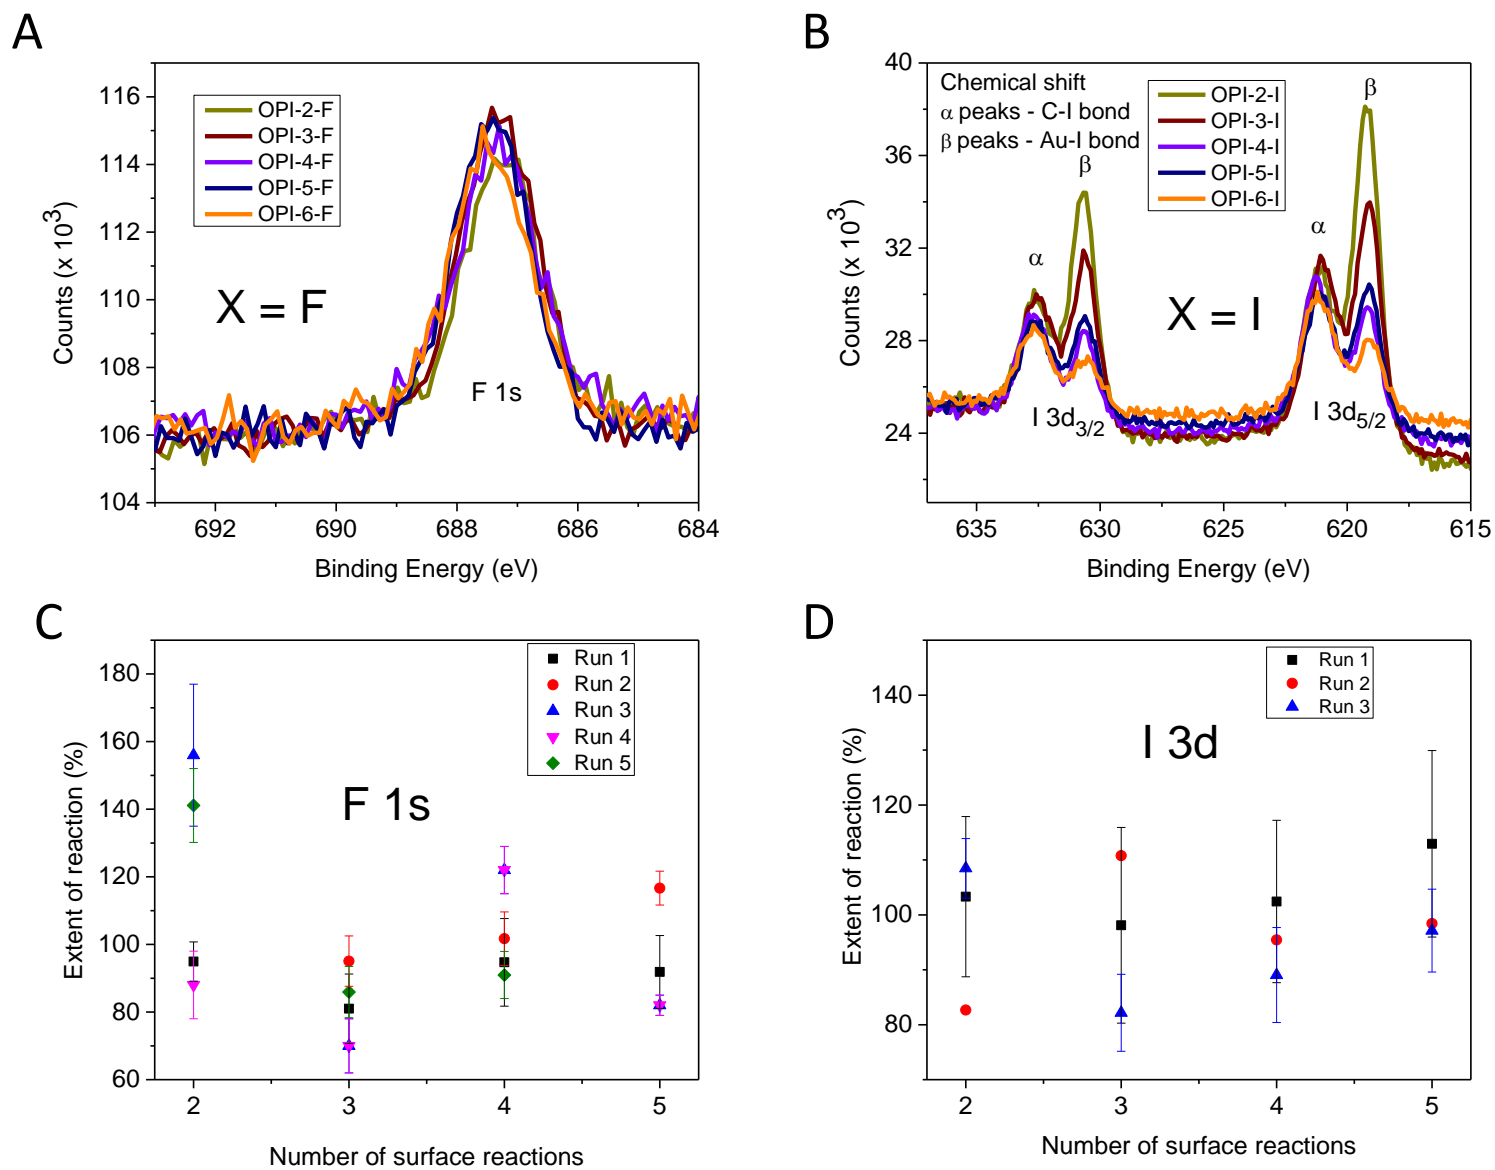 A
116
114
112
110
108
106
104
Counts (x 10³)
OPI-2-F
OPI-3-F
OPI-4-F
OPI-5-F
OPI-6-F
X = F
F 1s
692
690
688
686
684
Binding Energy (eV)
B
40
36
32
28
24
Counts (x 10³)
Chemical shift
α peaks - C-I bond
β peaks - Au-I bond
OPI-2-I
OPI-3-I
OPI-4-I
OPI-5-I
OPI-6-I
β
β
α
α
X = I
I 3d3/2
I 3d5/2
635
630
625
620
615
Binding Energy (eV)
C
180
160
140
120
100
80
60
Extent of reaction (%)
Run 1
Run 2
Run 3
Run 4
Run 5
F 1s
2
3
4
5
Number of surface reactions
D
140
120
100
80
Extent of reaction (%)
Run 1
Run 2
Run 3
I 3d
2
3
4
5
Number of surface reactions